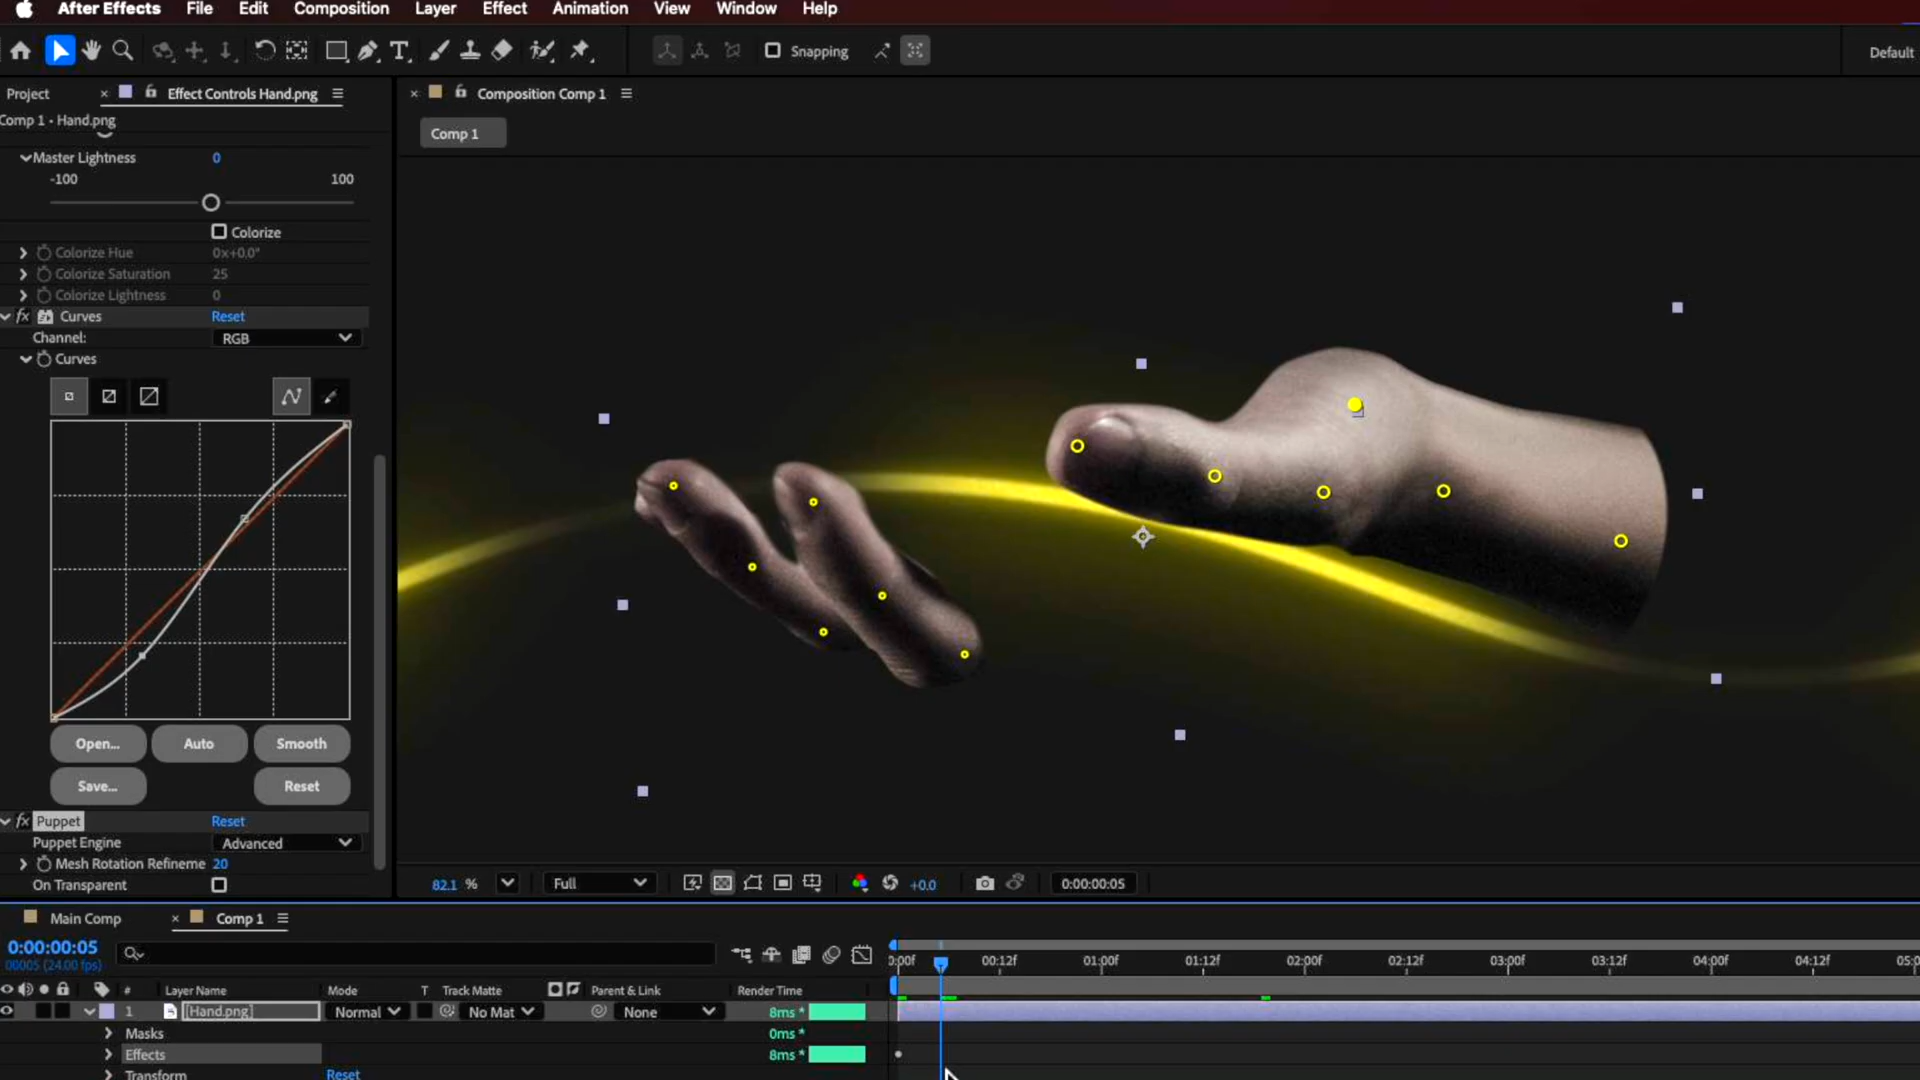 After Effects File Edit Composition Layer Effect Animation View Window Help
Snapping Default
Project × Effect Controls Hand.png × Composition Comp 1
Comp 1 - Hand.png
Comp 1
Master Lightness 0
-100 100
Colorize
Colorize Hue 0x+0.0°
Colorize Saturation 25
Colorize Lightness 0
fx Curves Reset
Channel: RGB
Curves
Open... Auto Smooth
Save... Reset
fx Puppet Reset
Puppet Engine Advanced
Mesh Rotation Refineme 20
On Transparent
82.1 % Full +0.0 0:00:00:05
Main Comp × Comp 1
0:00:00:05
00005 (24.00 fps)
0:00f 00:12f 01:00f 01:12f 02:00f 02:12f 03:00f 03:12f 04:00f 04:12f 05:0
# Layer Name Mode T Track Matte Parent & Link Render Time
1 [Hand.png] Normal No Mat None 8ms *
Masks 0ms *
Effects 8ms *
Transform Reset